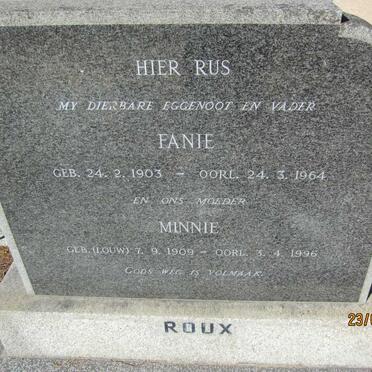 HIER RUS
MY DIERBARE EGGENOOT EN VADER
FANIE
GEB. 24. 2. 1903 – OORL. 24. 3. 1964
EN ONS MOEDER
MINNIE
GEB. (LOUW) 7. 9. 1909 – OORL. 3. 4. 1996
GODS WEG IS VOLMAAK.
ROUX
23/